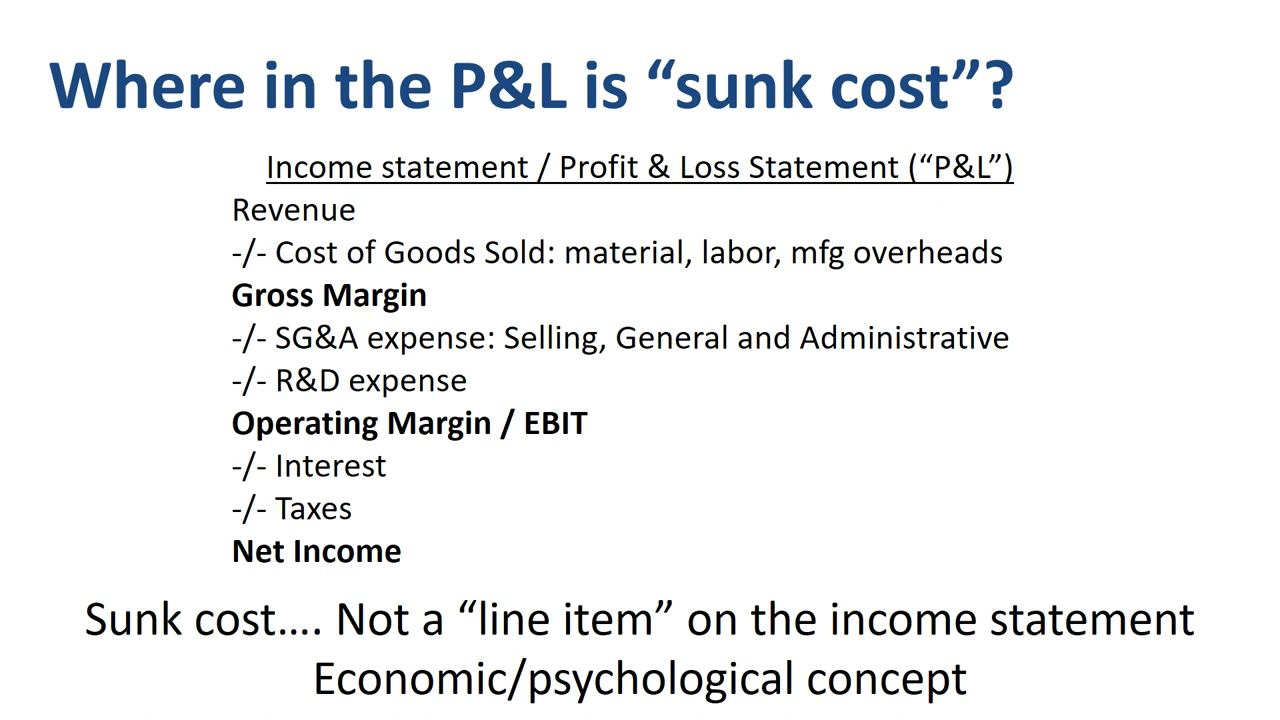 Where in the P&L is “sunk cost”?
Income statement / Profit & Loss Statement (“P&L”)
Revenue
-/- Cost of Goods Sold: material, labor, mfg overheads
Gross Margin
-/- SG&A expense: Selling, General and Administrative
-/- R&D expense
Operating Margin / EBIT
-/- Interest
-/- Taxes
Net Income
Sunk cost…. Not a “line item” on the income statement
Economic/psychological concept